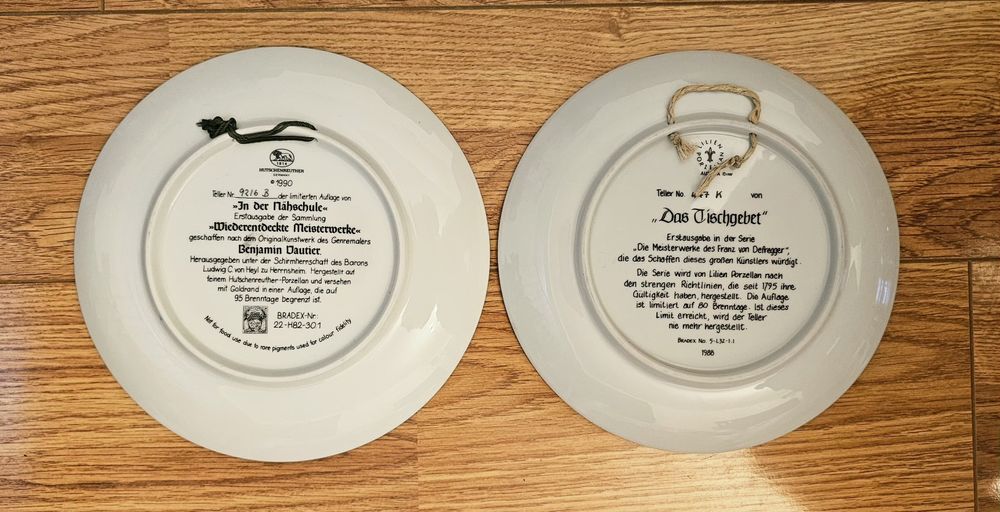 1814
HUTSCHENREUTHER
GERMANY
© 1990
Teller Nr. 9216 B der limitierten Auflage von
»In der Nähschule«
Erstausgabe der Sammlung
»Wiederentdeckte Meisterwerke«
geschaffen nach dem Originalkunstwerk des Genremalers
Benjamin Vautier.
Herausgegeben unter der Schirmherrschaft des Barons
Ludwig C. von Heyl zu Herrnsheim. Hergestellt auf
feinem Hutschenreuther-Porzellan und versehen
mit Goldrand in einer Auflage, die auf
95 Brenntage begrenzt ist.
BRADEX-Nr:
22-H82-30.1
Not for food use due to rare pigments used for colour fidelity
LILIEN
PORZELLAN
Teller No. K von
„Das Tischgebet"
Erstausgabe in der Serie
„Die Meisterwerke des Franz von Defregger",
die das Schaffen dieses großen Künstlers würdigt.
Die Serie wird von Lilien Porzellan nach
den strengen Richtlinien, die seit 1795 ihre
Gültigkeit haben, hergestellt. Die Auflage
ist limitiert auf 80 Brenntage. Ist dieses
Limit erreicht, wird der Teller
nie mehr hergestellt.
BRADEX No. 5-L32-1.1
1988